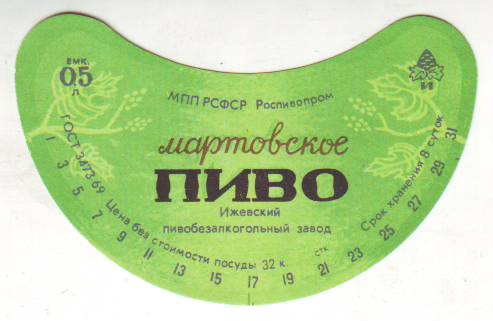 ЕМК.
0,5
Л
МПП РСФСР Роспивопром
мартовское
ПИВО
Ижевский
пивобезалкогольный завод
ГОСТ 3473-69
Цена без стоимости посуды 32 к.
стк
Срок хранения 8 суток
1 3 5 7 9 11 13 15 17 19 21 23 25 27 29 31